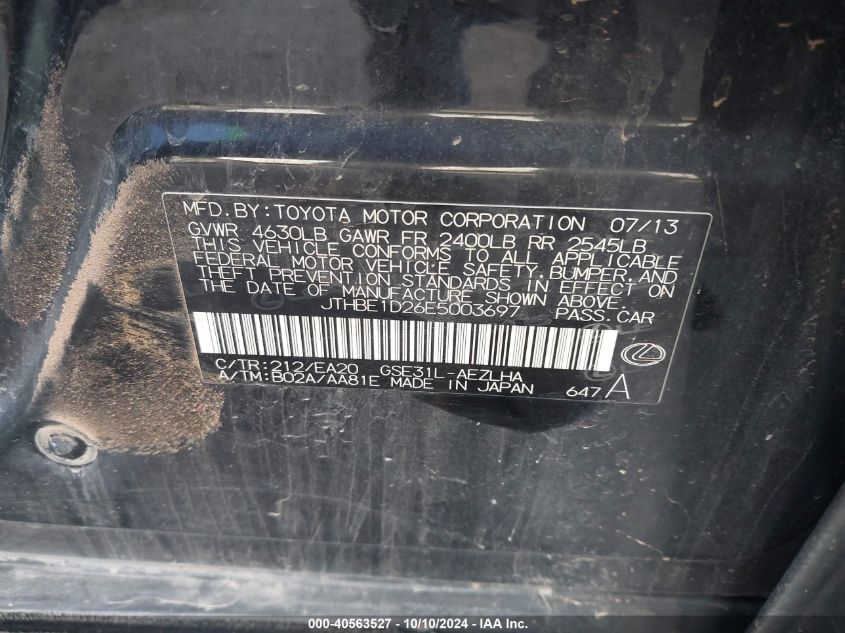 MFD. BY: TOYOTA MOTOR CORPORATION 07/13
GVWR 4630LB GAWR FR 2400LB RR 2545LB
THIS VEHICLE CONFORMS TO ALL APPLICABLE
FEDERAL MOTOR VEHICLE SAFETY, BUMPER, AND
THEFT PREVENTION STANDARDS IN EFFECT ON
THE DATE OF MANUFACTURE SHOWN ABOVE.
JTHBE1D26E5003697 PASS. CAR
C/TR: 212/EA20 GSE31L-AEZLHA
A/TM: B02A/AA81E MADE IN JAPAN 647 A
000-40563527 - 10/10/2024 - IAA Inc.